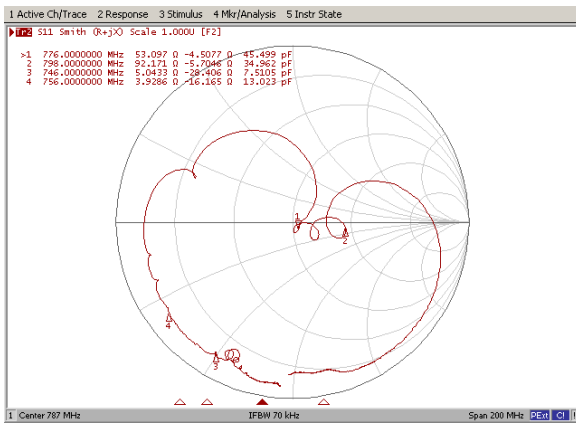 1 Active Ch/Trace 2 Response 3 Stimulus 4 Mkr/Analysis 5 Instr State
Tr2 S11 Smith (R+jX) Scale 1.000U [F2]
>1 776.0000000 MHz 53.097 Ω -4.5077 Ω 45.499 pF
2 798.0000000 MHz 92.171 Ω -5.7046 Ω 34.962 pF
3 746.0000000 MHz 5.0433 Ω -28.406 Ω 7.5105 pF
4 756.0000000 MHz 3.9286 Ω -16.165 Ω 13.023 pF
1
2
4
3
1 Center 787 MHz IFBW 70 kHz Span 200 MHz PExt C!